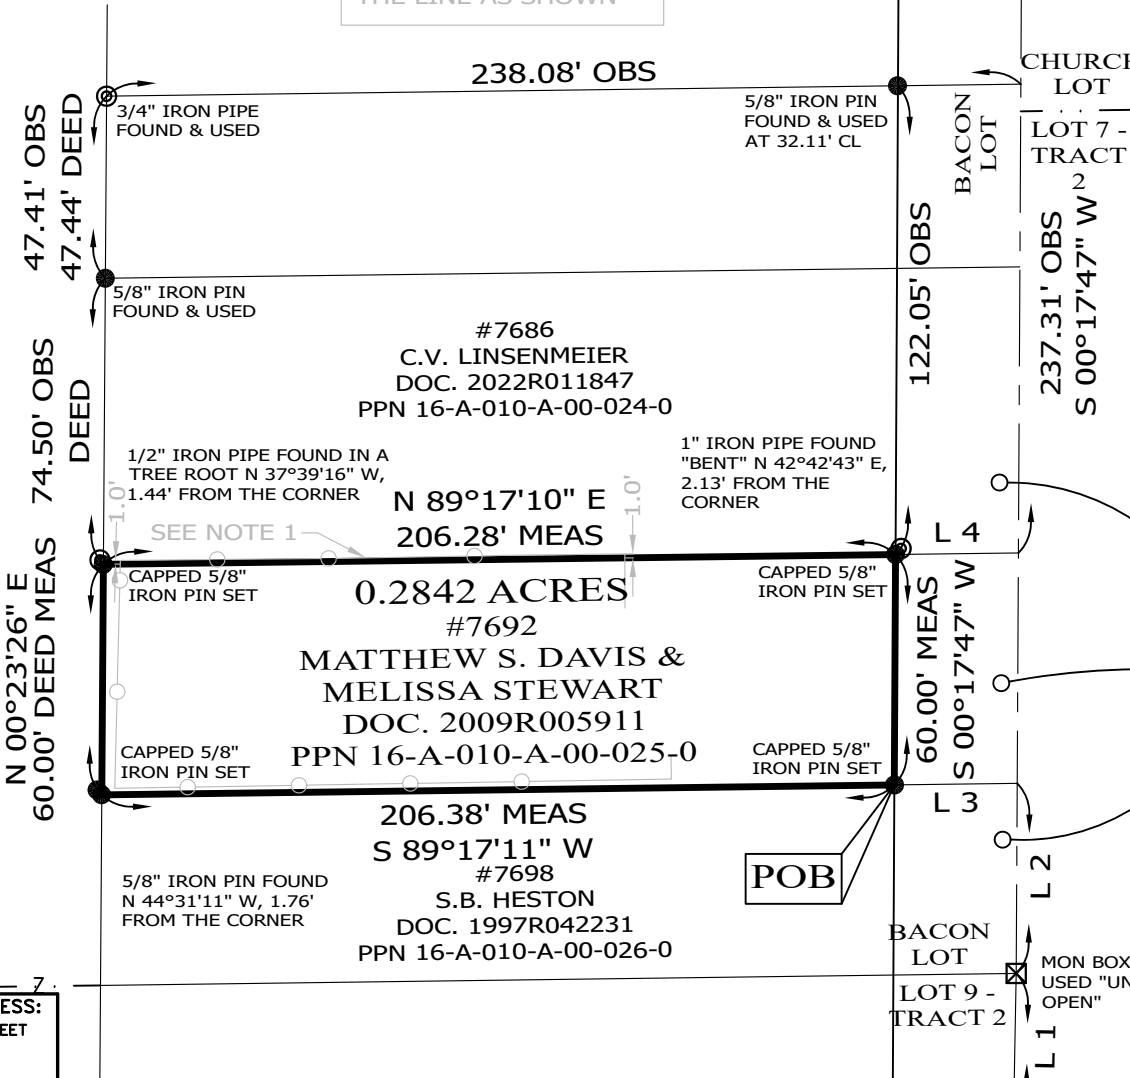 THE LINE AS SHOWN
238.08' OBS
CHURCH
LOT
3/4" IRON PIPE
FOUND & USED
5/8" IRON PIN
FOUND & USED
AT 32.11' CL
BACON
LOT
LOT 7 -
TRACT
2
47.41' OBS
47.44' DEED
5/8" IRON PIN
FOUND & USED
122.05' OBS
237.31' OBS
S 00°17'47" W
#7686
C.V. LINSENMEIER
DOC. 2022R011847
PPN 16-A-010-A-00-024-0
74.50' OBS
DEED
1/2" IRON PIPE FOUND IN A
TREE ROOT N 37°39'16" W,
1.44' FROM THE CORNER
1" IRON PIPE FOUND
"BENT" N 42°42'43" E,
2.13' FROM THE
CORNER
1.0'
1.0'
N 89°17'10" E
206.28' MEAS
SEE NOTE 1
L 4
CAPPED 5/8"
IRON PIN SET
CAPPED 5/8"
IRON PIN SET
0.2842 ACRES
#7692
MATTHEW S. DAVIS &
MELISSA STEWART
DOC. 2009R005911
PPN 16-A-010-A-00-025-0
N 00°23'26" E
60.00' DEED MEAS
60.00' MEAS
S 00°17'47" W
CAPPED 5/8"
IRON PIN SET
CAPPED 5/8"
IRON PIN SET
206.38' MEAS
S 89°17'11" W
L 3
#7698
S.B. HESTON
DOC. 1997R042231
PPN 16-A-010-A-00-026-0
5/8" IRON PIN FOUND
N 44°31'11" W, 1.76'
FROM THE CORNER
POB
L 2
BACON
LOT
LOT 9 -
TRACT 2
MON BOX
USED "UN
OPEN"
L 1
7
ESS:
EET